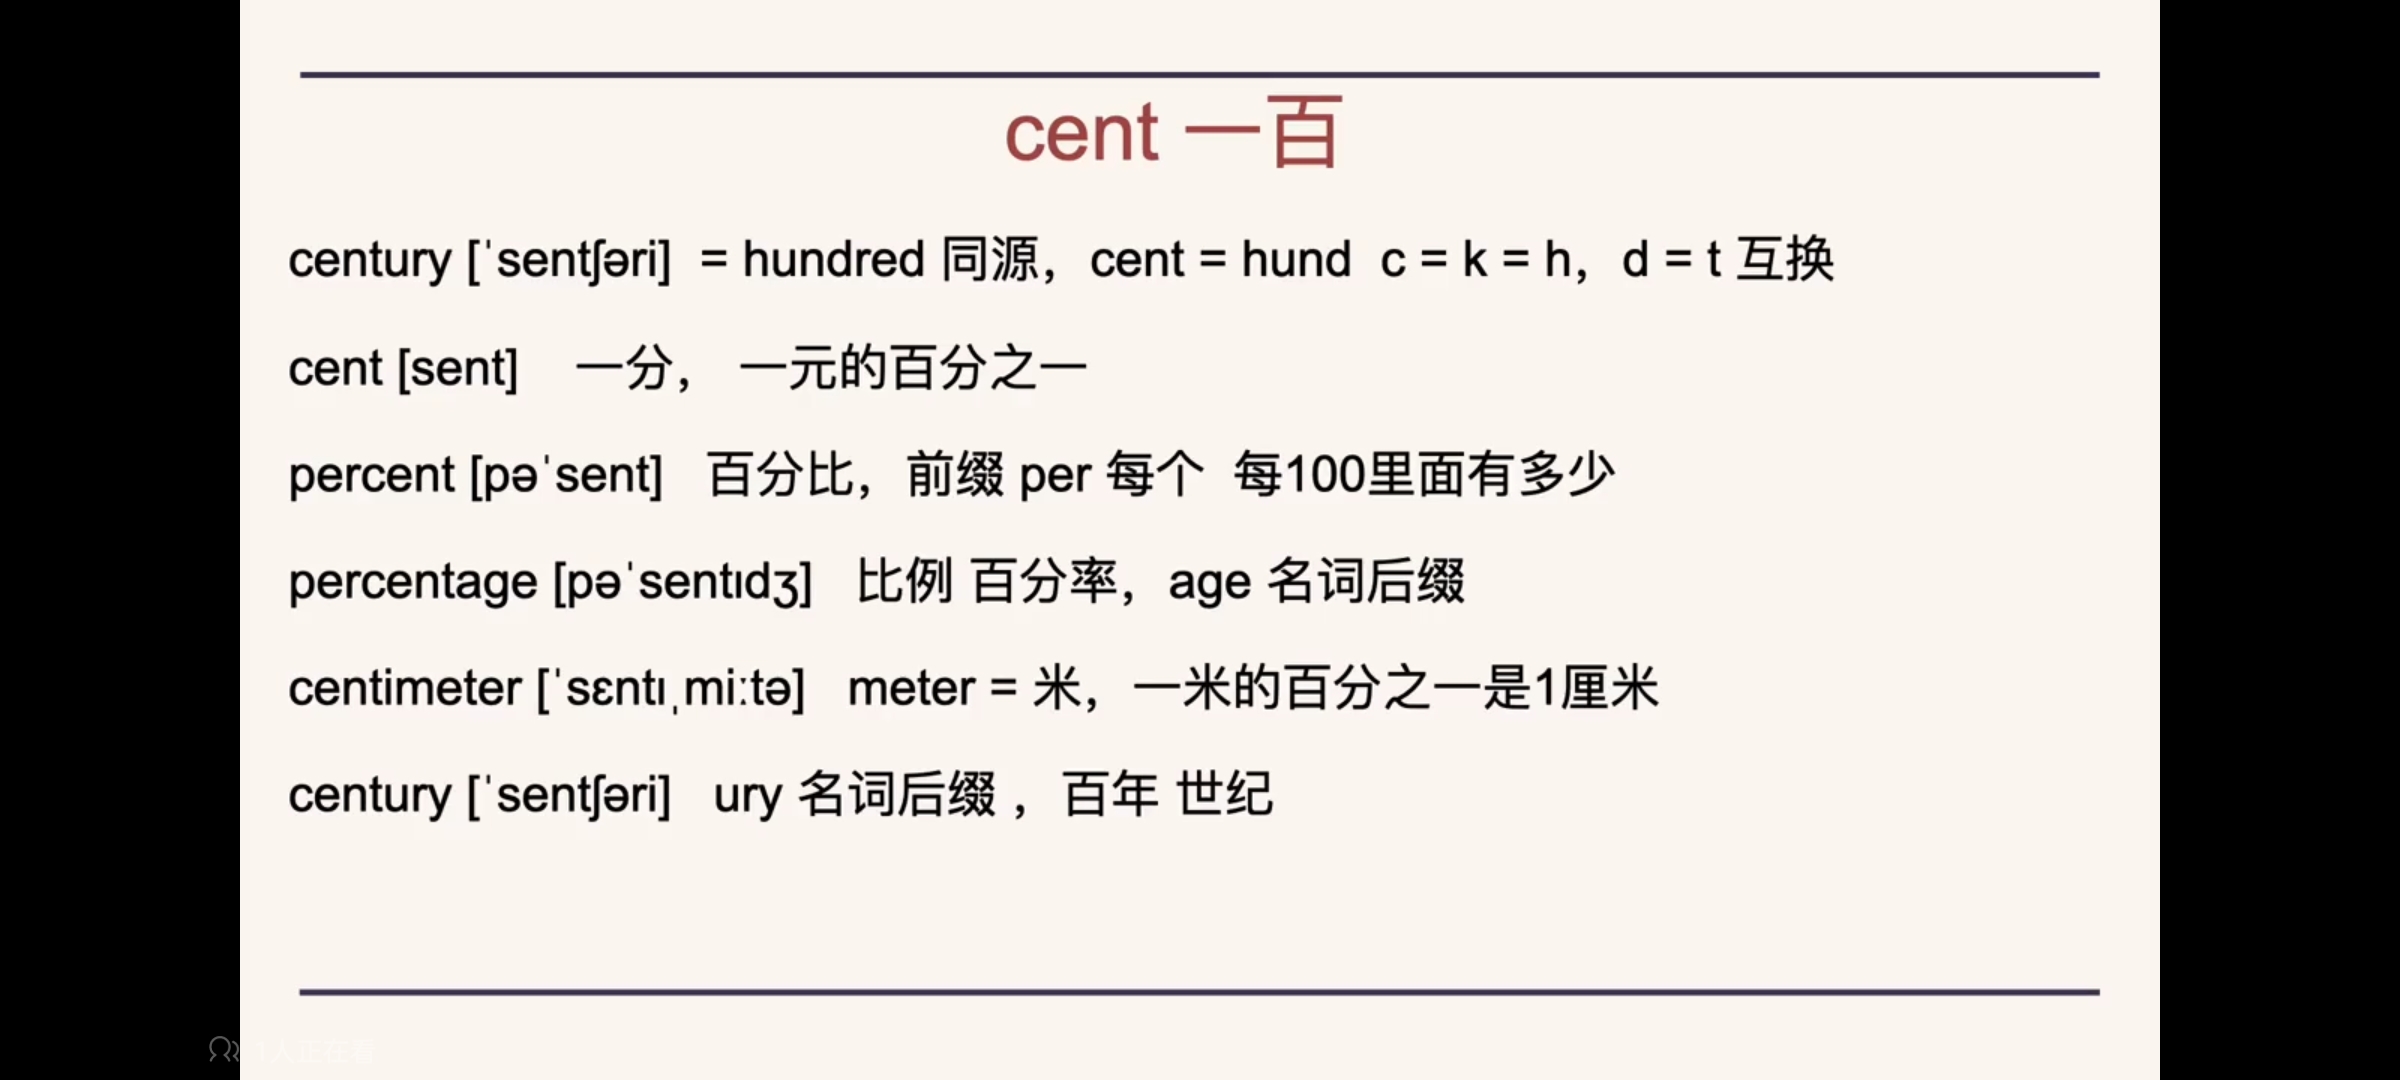 cent 一百
century [ˈsentʃəri] = hundred 同源，cent = hund c = k = h，d = t 互换
cent [sent] 一分， 一元的百分之一
percent [pəˈsent] 百分比，前缀 per 每个 每100里面有多少
percentage [pəˈsentɪdʒ] 比例 百分率，age 名词后缀
centimeter [ˈsɛntɪˌmiːtə] meter = 米，一米的百分之一是1厘米
century [ˈsentʃəri] ury 名词后缀 ，百年 世纪
1人正在看